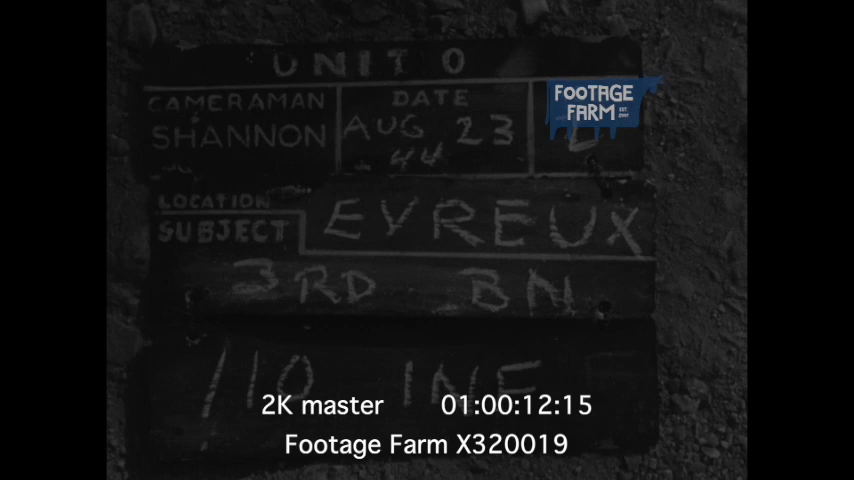 UNIT O
CAMERAMAN
SHANNON
DATE
AUG 23
44
FOOTAGE
FARM
LOCATION
SUBJECT
EVREUX
3RD BN
110 INF
2K master 01:00:12:15
Footage Farm X320019